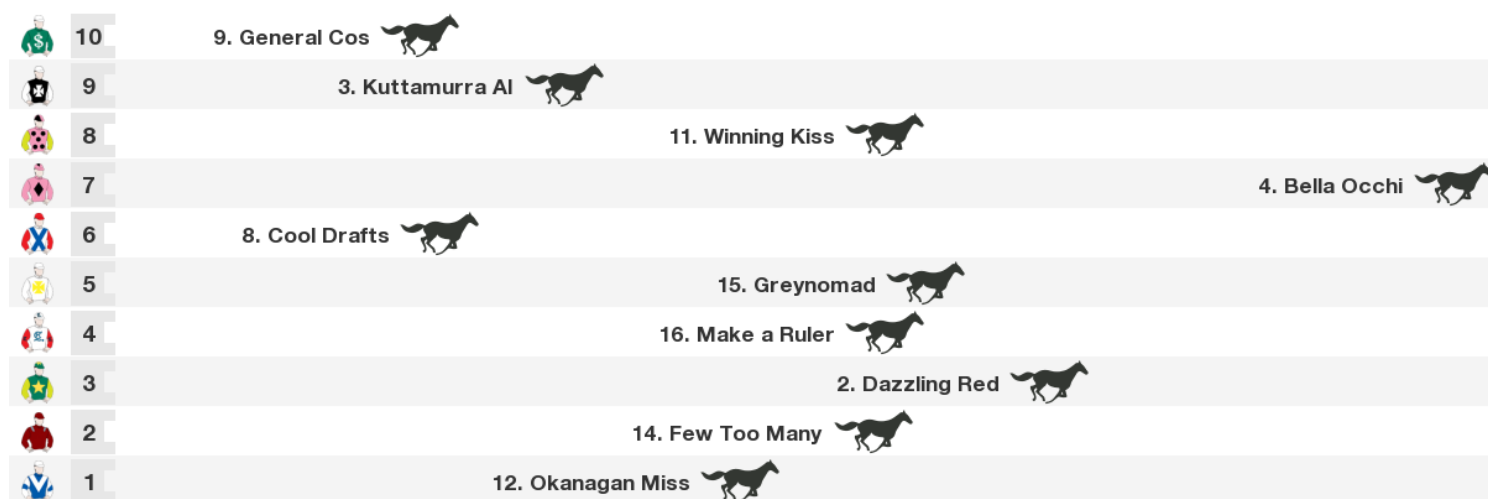 10 9. General Cos
9 3. Kuttamurra Al
8 11. Winning Kiss
7 4. Bella Occhi
6 8. Cool Drafts
5 15. Greynomad
4 16. Make a Ruler
3 2. Dazzling Red
2 14. Few Too Many
1 12. Okanagan Miss